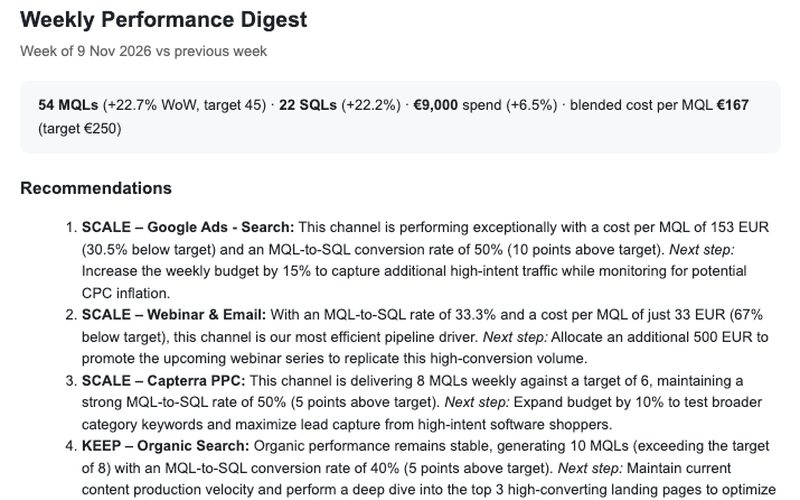 Weekly Performance Digest
Week of 9 Nov 2026 vs previous week
54 MQLs (+22.7% WoW, target 45) · 22 SQLs (+22.2%) · €9,000 spend (+6.5%) · blended cost per MQL €167
(target €250)
Recommendations
1. SCALE – Google Ads - Search: This channel is performing exceptionally with a cost per MQL of 153 EUR
(30.5% below target) and an MQL-to-SQL conversion rate of 50% (10 points above target). Next step:
Increase the weekly budget by 15% to capture additional high-intent traffic while monitoring for potential
CPC inflation.
2. SCALE – Webinar & Email: With an MQL-to-SQL rate of 33.3% and a cost per MQL of just 33 EUR (67%
below target), this channel is our most efficient pipeline driver. Next step: Allocate an additional 500 EUR to
promote the upcoming webinar series to replicate this high-conversion volume.
3. SCALE – Capterra PPC: This channel is delivering 8 MQLs weekly against a target of 6, maintaining a
strong MQL-to-SQL rate of 50% (5 points above target). Next step: Expand budget by 10% to test broader
category keywords and maximize lead capture from high-intent software shoppers.
4. KEEP – Organic Search: Organic performance remains stable, generating 10 MQLs (exceeding the target
of 8) with an MQL-to-SQL conversion rate of 40% (5 points above target). Next step: Maintain current
content production velocity and perform a deep dive into the top 3 high-converting landing pages to optimize